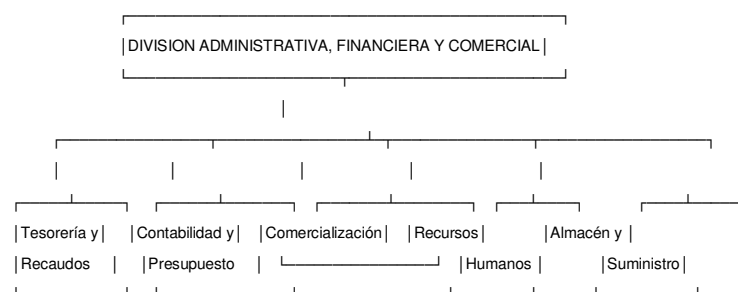 DIVISION ADMINISTRATIVA, FINANCIERA Y COMERCIAL
Tesorería y Contabilidad y Comercialización Recursos Almacén y
Recaudos Presupuesto Humanos Suministro